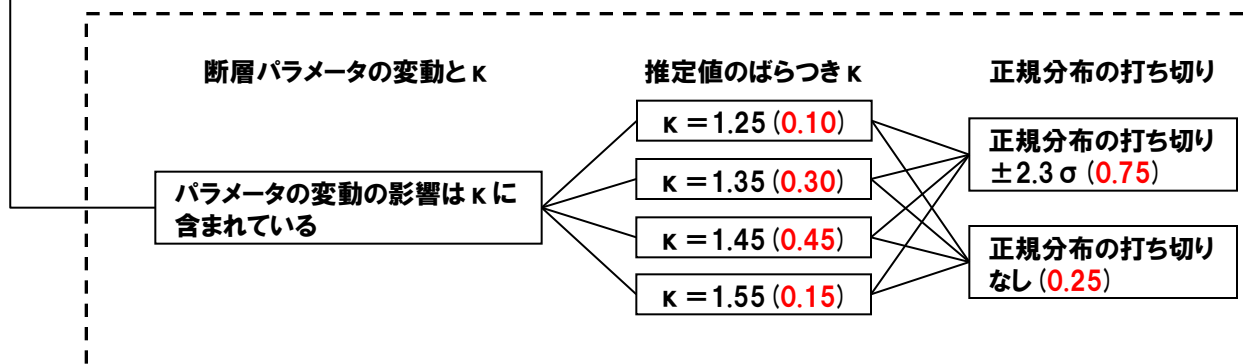 断層パラメータの変動とκ
推定値のばらつきκ
正規分布の打ち切り
パラメータの変動の影響はκに
含まれている
κ=1.25(0.10)
κ=1.35(0.30)
κ=1.45(0.45)
κ=1.55(0.15)
正規分布の打ち切り
±2.3σ(0.75)
正規分布の打ち切り
なし(0.25)